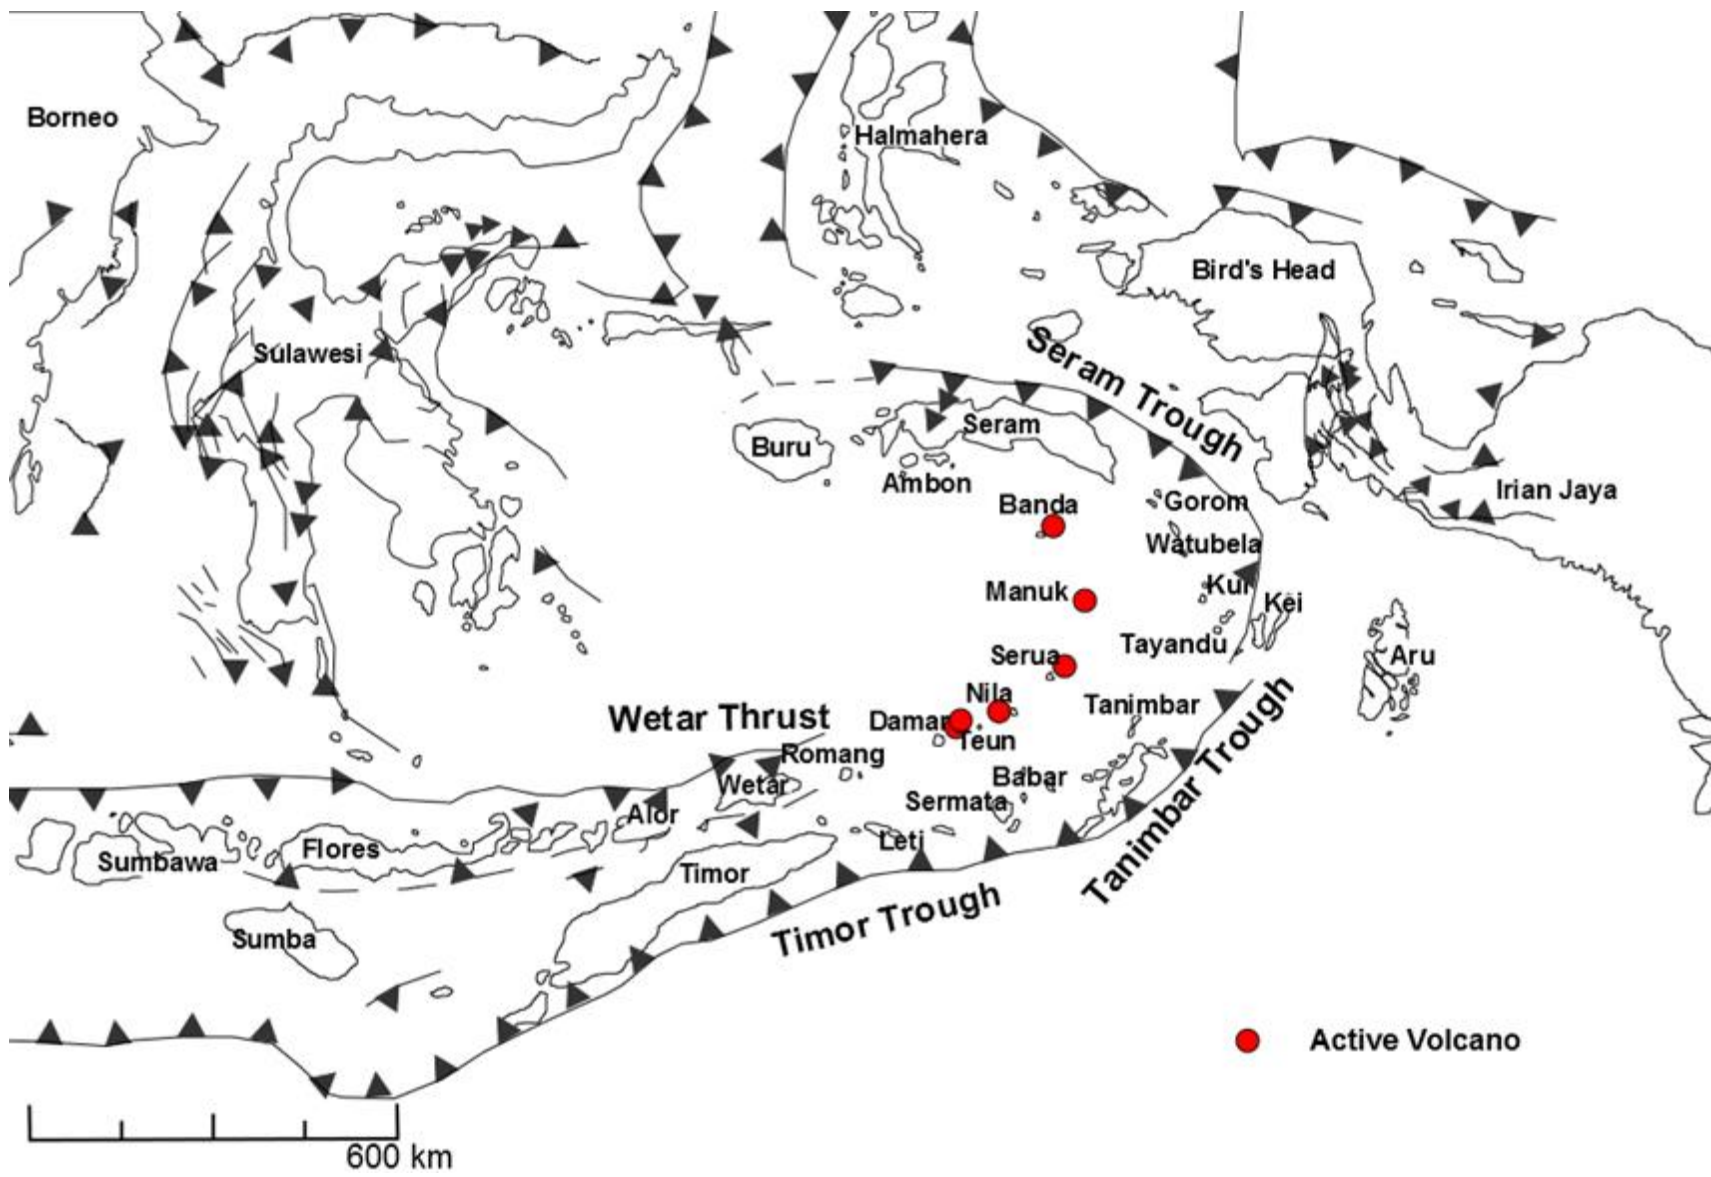 Borneo
Halmahera
Bird's Head
Sulawesi
Seram Trough
Seram
Buru
Ambon
Irian Jaya
Gorom
Banda
Watubela
Manuk
Kur
Kei
Tayandu
Serua
Aru
Nila
Tanimbar
Wetar Thrust
Damar
Teun
Romang
Babar
Wetar
Sermata
Alor
Leti
Flores
Sumbawa
Timor
Tanimbar Trough
Timor Trough
Sumba
Active Volcano
600 km